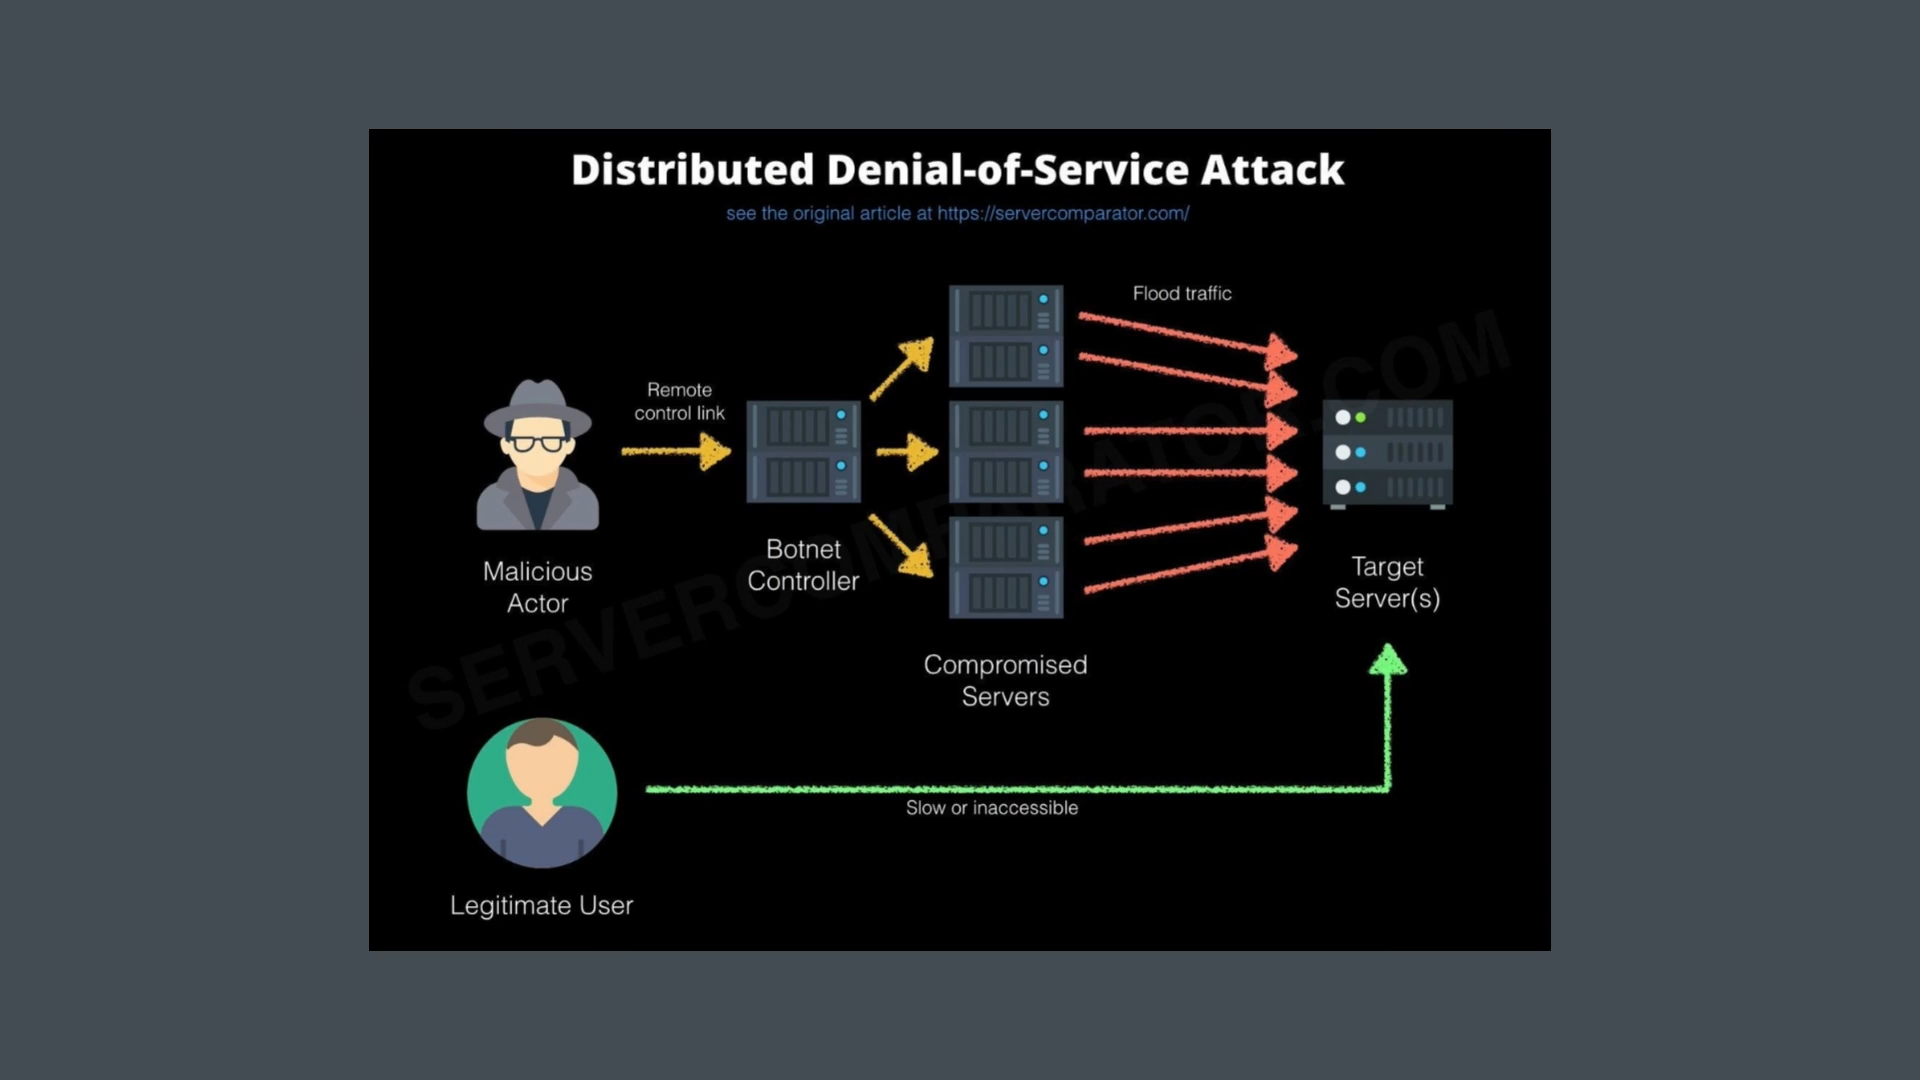 Distributed Denial-of-Service Attack
see the original article at https://servercomparator.com/
Flood traffic
Remote
control link
Botnet
Controller
Malicious
Actor
Target
Server(s)
Compromised
Servers
SERVERCOMPARATOR.COM
Slow or inaccessible
Legitimate User